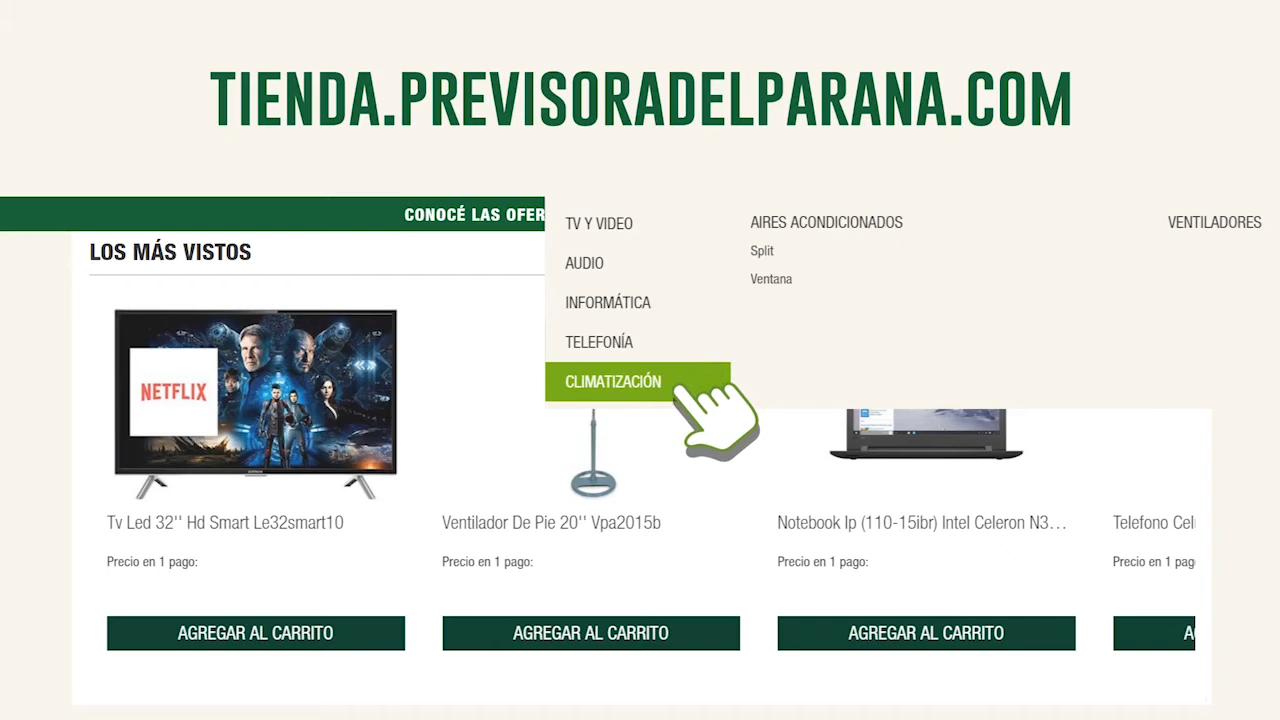 TIENDA.PREVISORADELPARANA.COM
CONOCÉ LAS OFER
TV Y VIDEO
AUDIO
INFORMÁTICA
TELEFONÍA
CLIMATIZACIÓN
AIRES ACONDICIONADOS
Split
Ventana
VENTILADORES
LOS MÁS VISTOS
NETFLIX
Tv Led 32'' Hd Smart Le32smart10
Precio en 1 pago:
AGREGAR AL CARRITO
Ventilador De Pie 20'' Vpa2015b
Precio en 1 pago:
AGREGAR AL CARRITO
Notebook Ip (110-15ibr) Intel Celeron N3...
Precio en 1 pago:
AGREGAR AL CARRITO
Telefono Cel
Precio en 1 pag
A